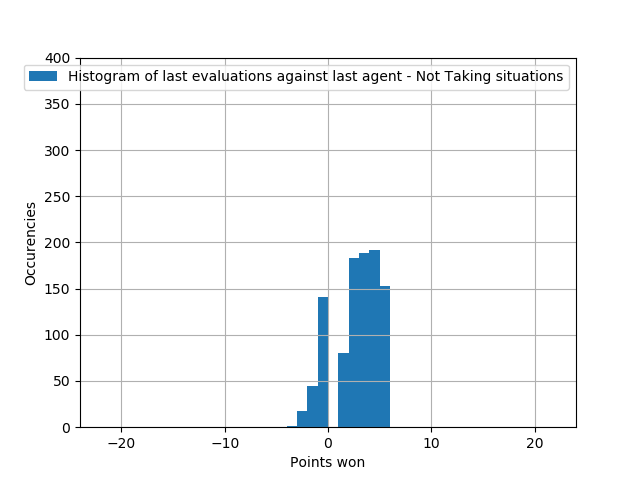 400
Histogram of last evaluations against last agent - Not Taking situations
350
300
250
200
150
100
50
0
Occurencies
−20 −10 0 10 20
Points won